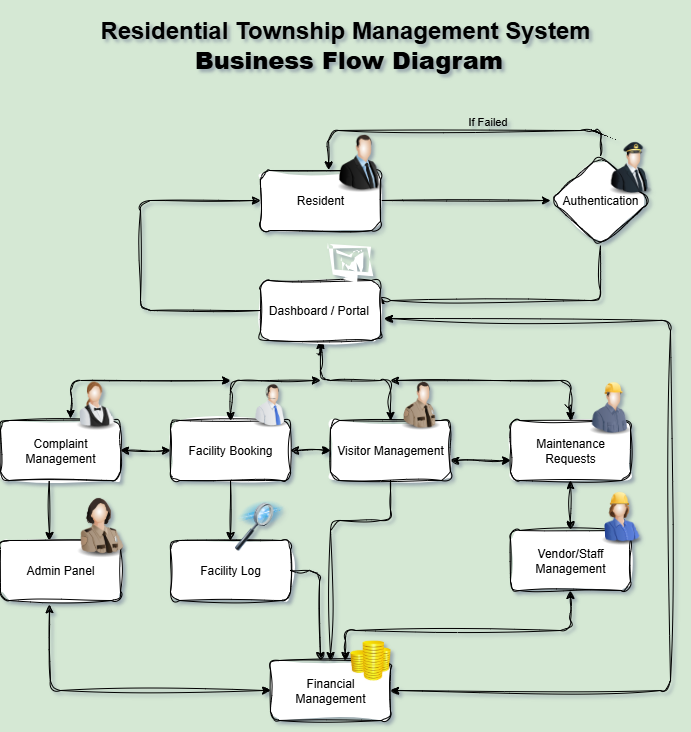 Residential Township Management System
Business Flow Diagram
If Failed
Resident
Authentication
Dashboard / Portal
Complaint
Management
Facility Booking
Visitor Management
Maintenance
Requests
Admin Panel
Facility Log
Vendor/Staff
Management
Financial
Management